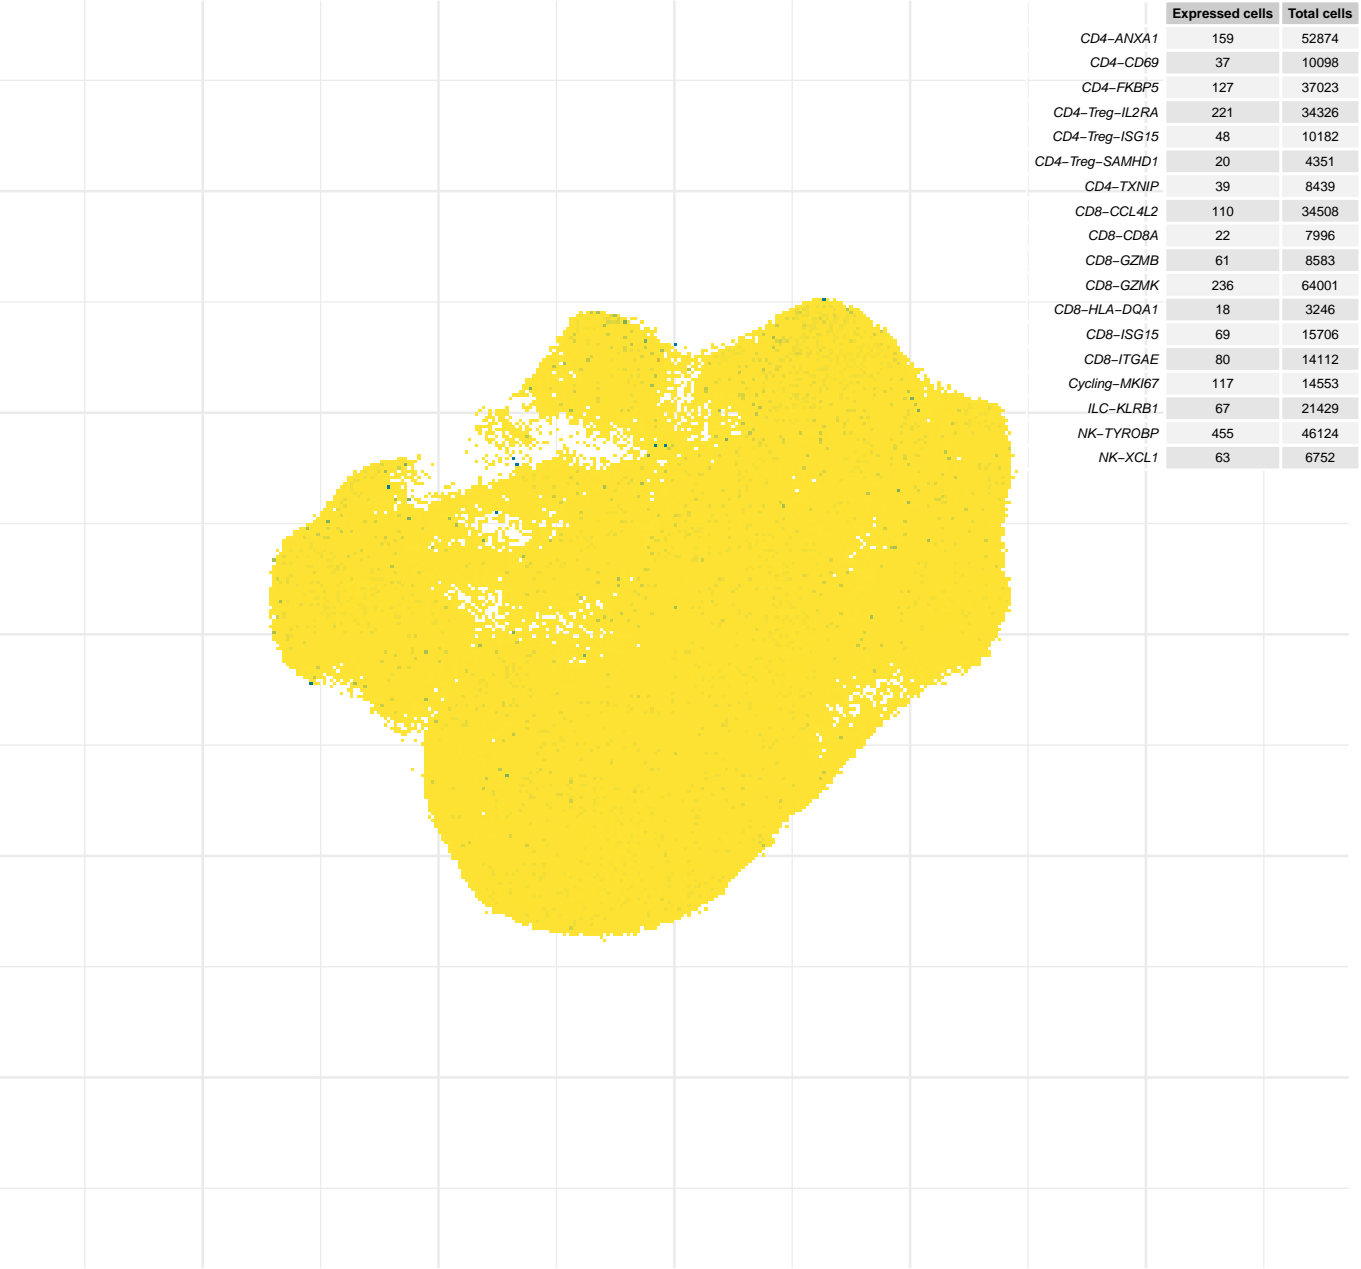 Expressed cells Total cells
CD4−ANXA1 159 52874
CD4−CD69 37 10098
CD4−FKBP5 127 37023
CD4−Treg−IL2RA 221 34326
CD4−Treg−ISG15 48 10182
CD4−Treg−SAMHD1 20 4351
CD4−TXNIP 39 8439
CD8−CCL4L2 110 34508
CD8−CD8A 22 7996
CD8−GZMB 61 8583
CD8−GZMK 236 64001
CD8−HLA−DQA1 18 3246
CD8−ISG15 69 15706
CD8−ITGAE 80 14112
Cycling−MKI67 117 14553
ILC−KLRB1 67 21429
NK−TYROBP 455 46124
NK−XCL1 63 6752